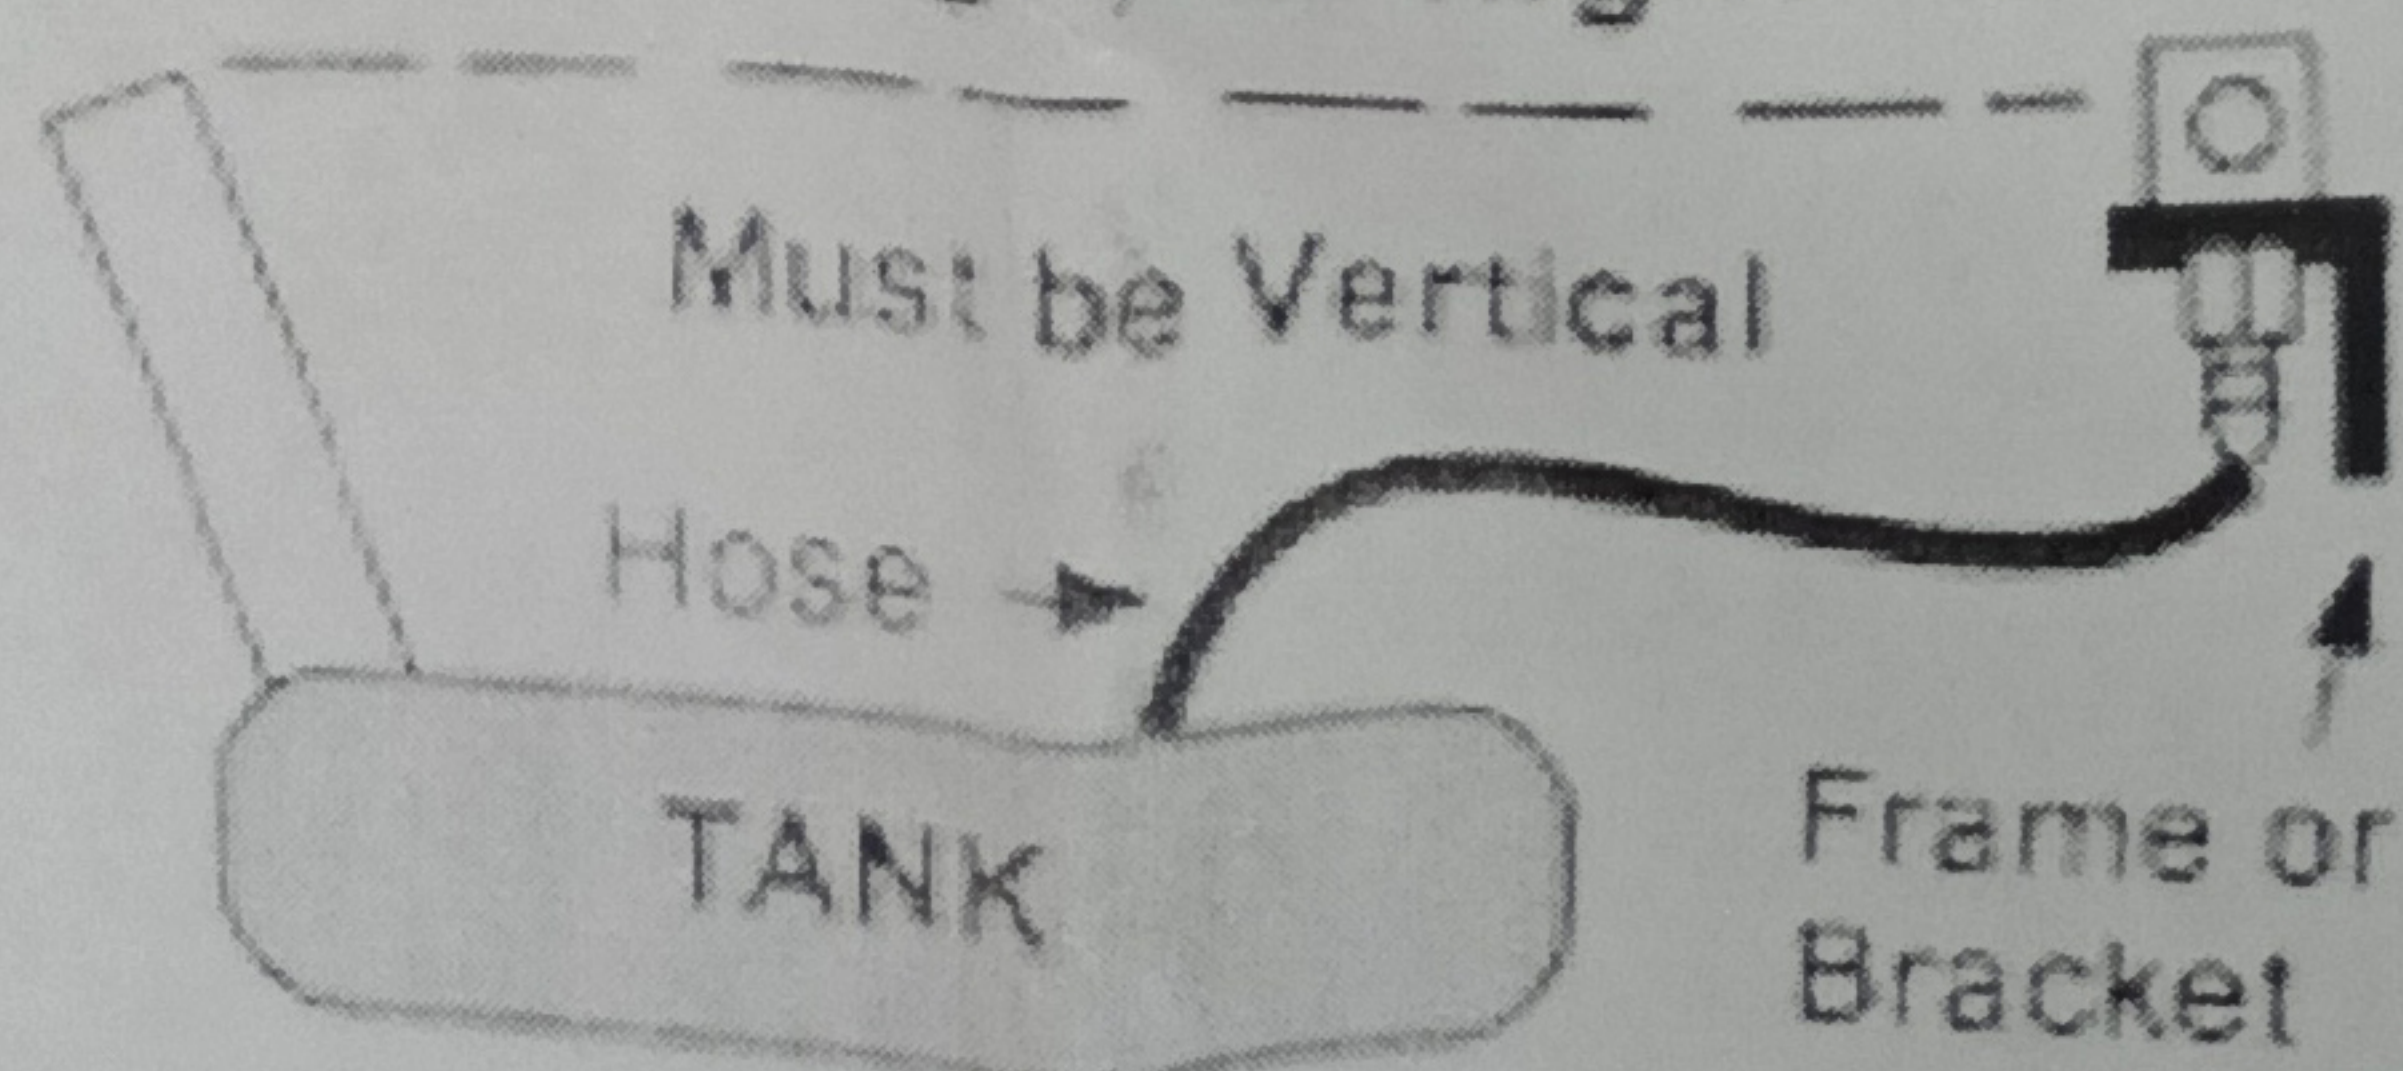 Must be Vertical
Hose
TANK
Frame or
Bracket